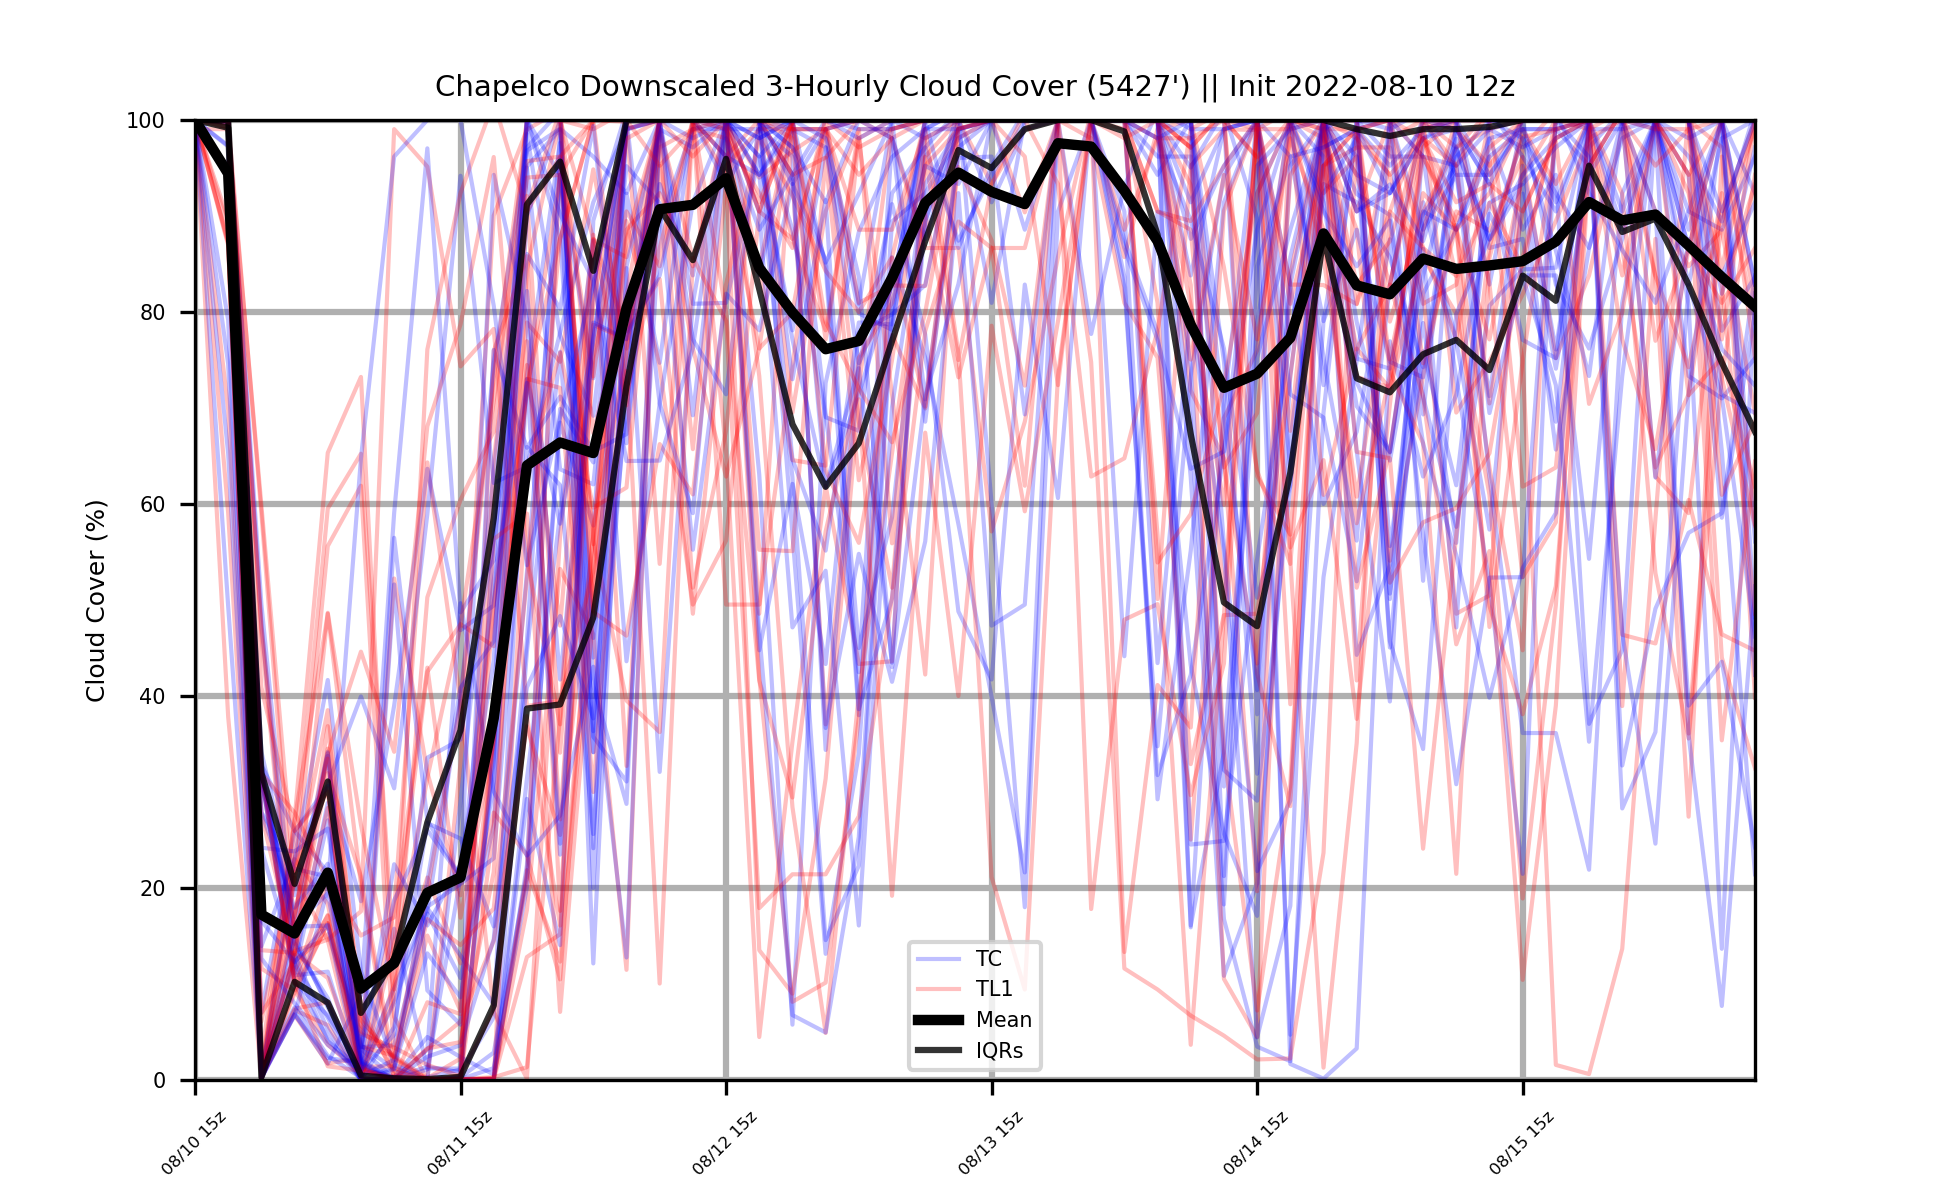 Chapelco Downscaled 3-Hourly Cloud Cover (5427') || Init 2022-08-10 12z
Cloud Cover (%)
100
80
60
40
20
0
TC
TL1
Mean
IQRs
08/10 15z
08/11 15z
08/12 15z
08/13 15z
08/14 15z
08/15 15z